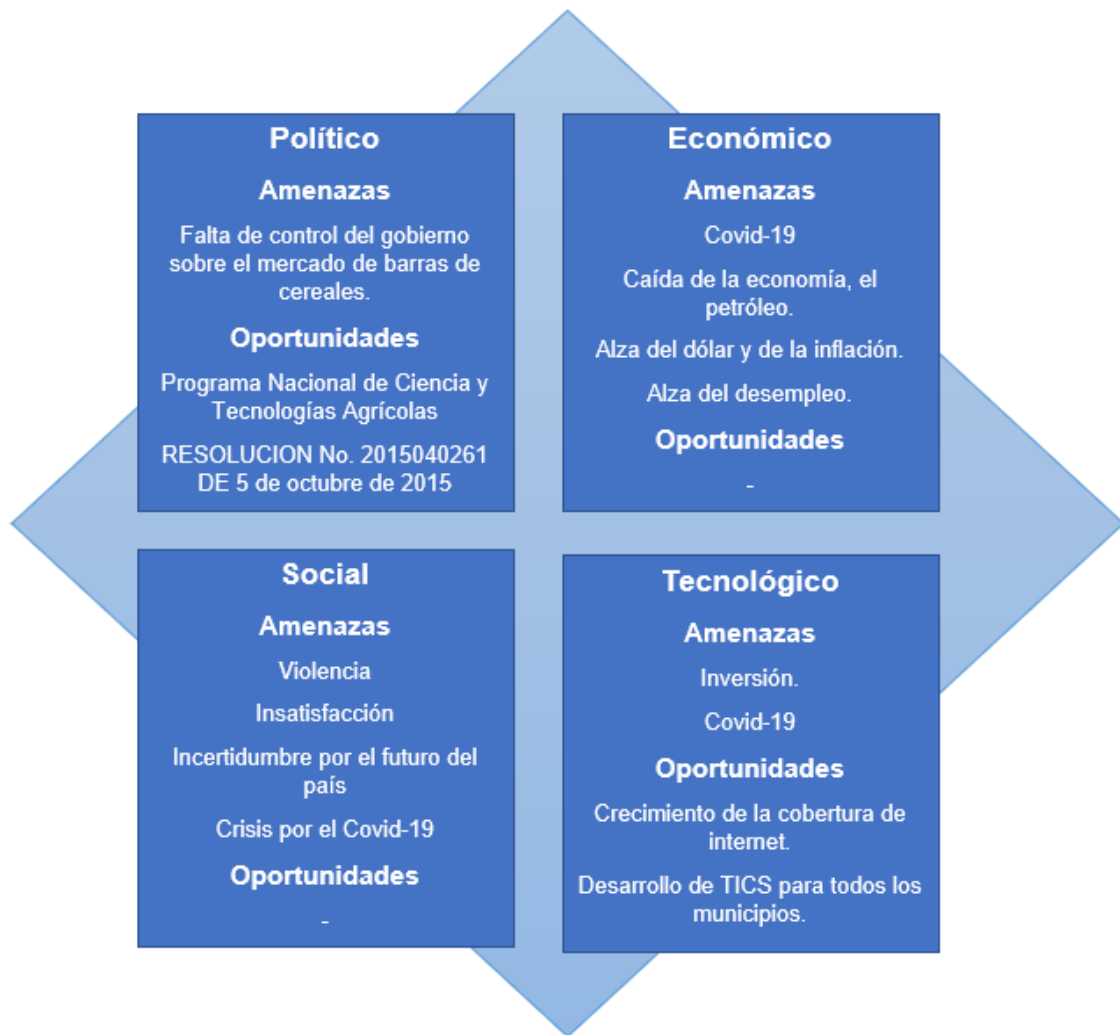 Político
Amenazas
Falta de control del gobierno
sobre el mercado de barras de
cereales.
Oportunidades
Programa Nacional de Ciencia y
Tecnologías Agrícolas
RESOLUCION No. 2015040261
DE 5 de octubre de 2015
Económico
Amenazas
Covid-19
Caída de la economía, el
petróleo.
Alza del dólar y de la inflación.
Alza del desempleo.
Oportunidades
-
Social
Amenazas
Violencia
Insatisfacción
Incertidumbre por el futuro del
país
Crisis por el Covid-19
Oportunidades
-
Tecnológico
Amenazas
Inversión.
Covid-19
Oportunidades
Crecimiento de la cobertura de
internet.
Desarrollo de TICS para todos los
municipios.